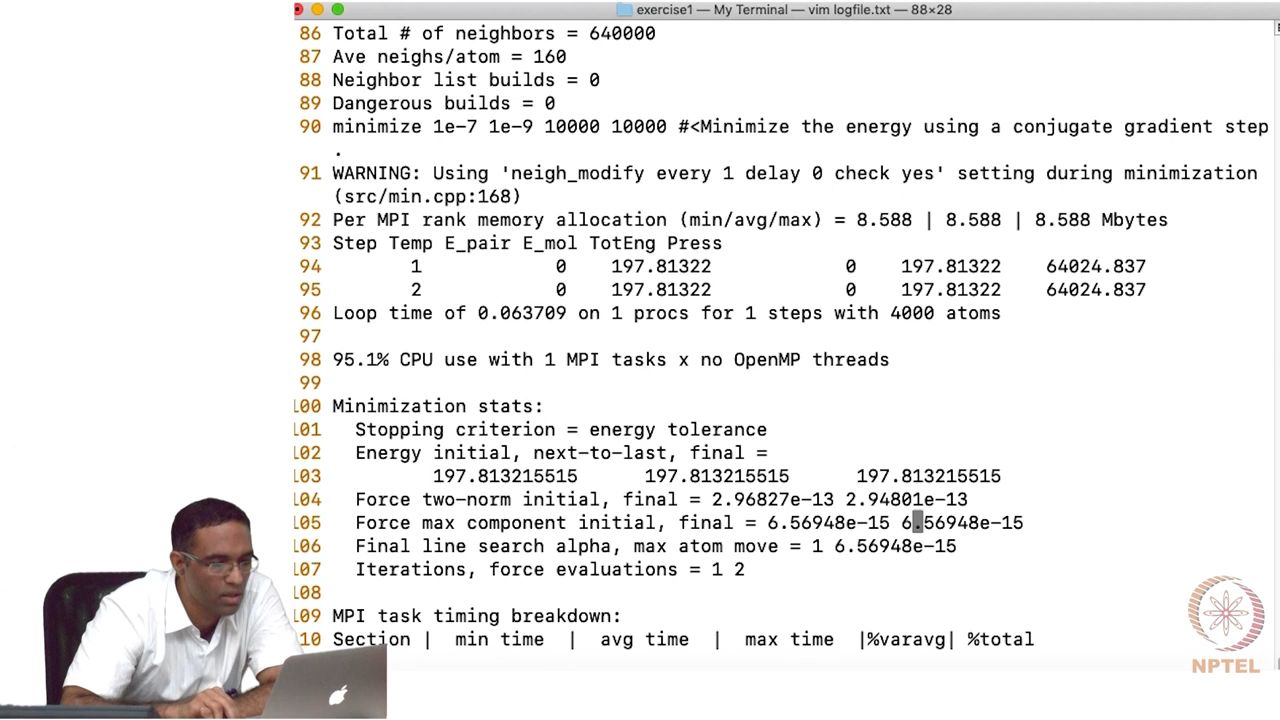 exercise1 — My Terminal — vim logfile.txt — 88×28
86 Total # of neighbors = 640000
87 Ave neighs/atom = 160
88 Neighbor list builds = 0
89 Dangerous builds = 0
90 minimize 1e-7 1e-9 10000 10000 #<Minimize the energy using a conjugate gradient step
.
91 WARNING: Using 'neigh_modify every 1 delay 0 check yes' setting during minimization
(src/min.cpp:168)
92 Per MPI rank memory allocation (min/avg/max) = 8.588 | 8.588 | 8.588 Mbytes
93 Step Temp E_pair E_mol TotEng Press
94 1 0 197.81322 0 197.81322 64024.837
95 2 0 197.81322 0 197.81322 64024.837
96 Loop time of 0.063709 on 1 procs for 1 steps with 4000 atoms
97
98 95.1% CPU use with 1 MPI tasks x no OpenMP threads
99
100 Minimization stats:
101 Stopping criterion = energy tolerance
102 Energy initial, next-to-last, final =
103 197.813215515 197.813215515 197.813215515
104 Force two-norm initial, final = 2.96827e-13 2.94801e-13
105 Force max component initial, final = 6.56948e-15 6.56948e-15
106 Final line search alpha, max atom move = 1 6.56948e-15
107 Iterations, force evaluations = 1 2
108
109 MPI task timing breakdown:
110 Section | min time | avg time | max time |%varavg| %total
NPTEL